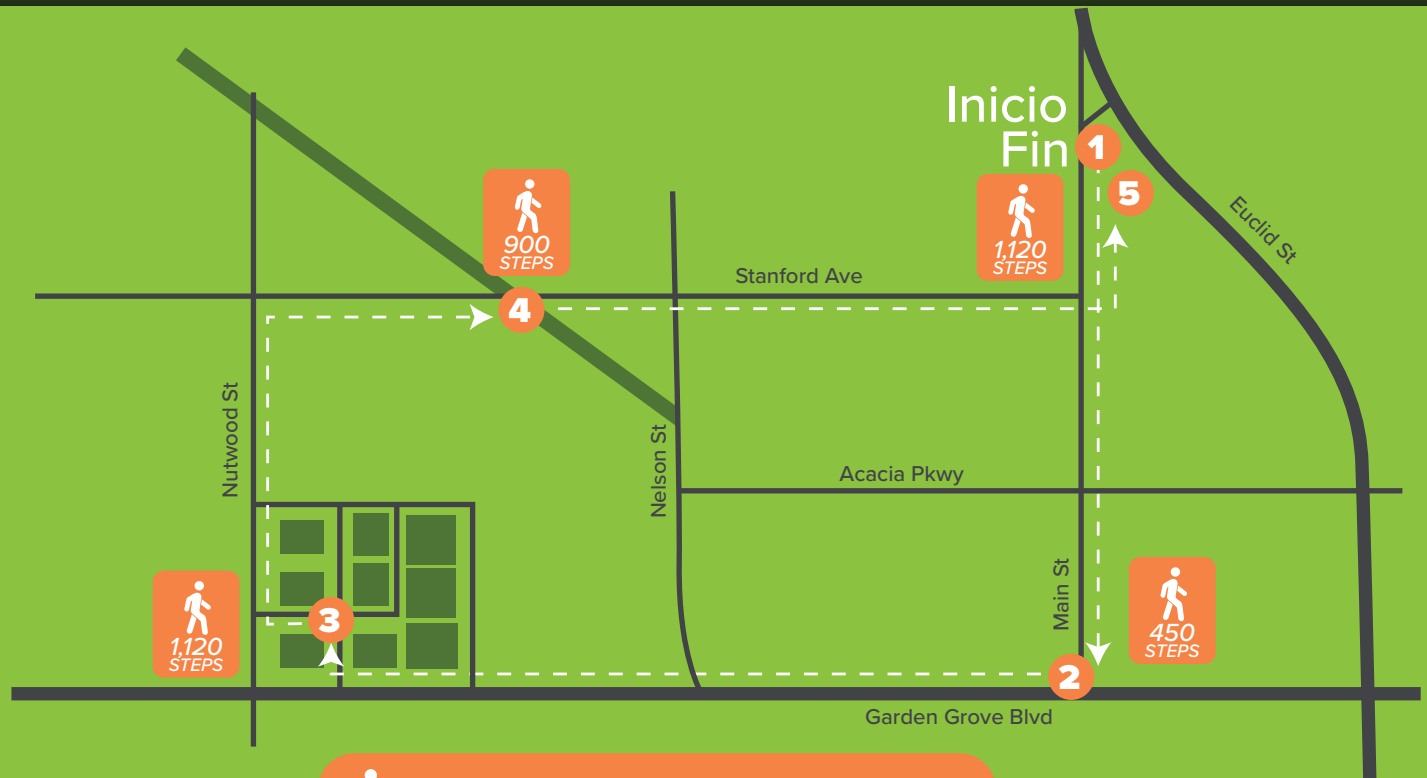 Inicio
Fin
1
5
1,120
STEPS
Euclid St
900
STEPS
4
Stanford Ave
Nutwood St
Nelson St
Acacia Pkwy
Main St
450
STEPS
1,120
STEPS
3
2
Garden Grove Blvd